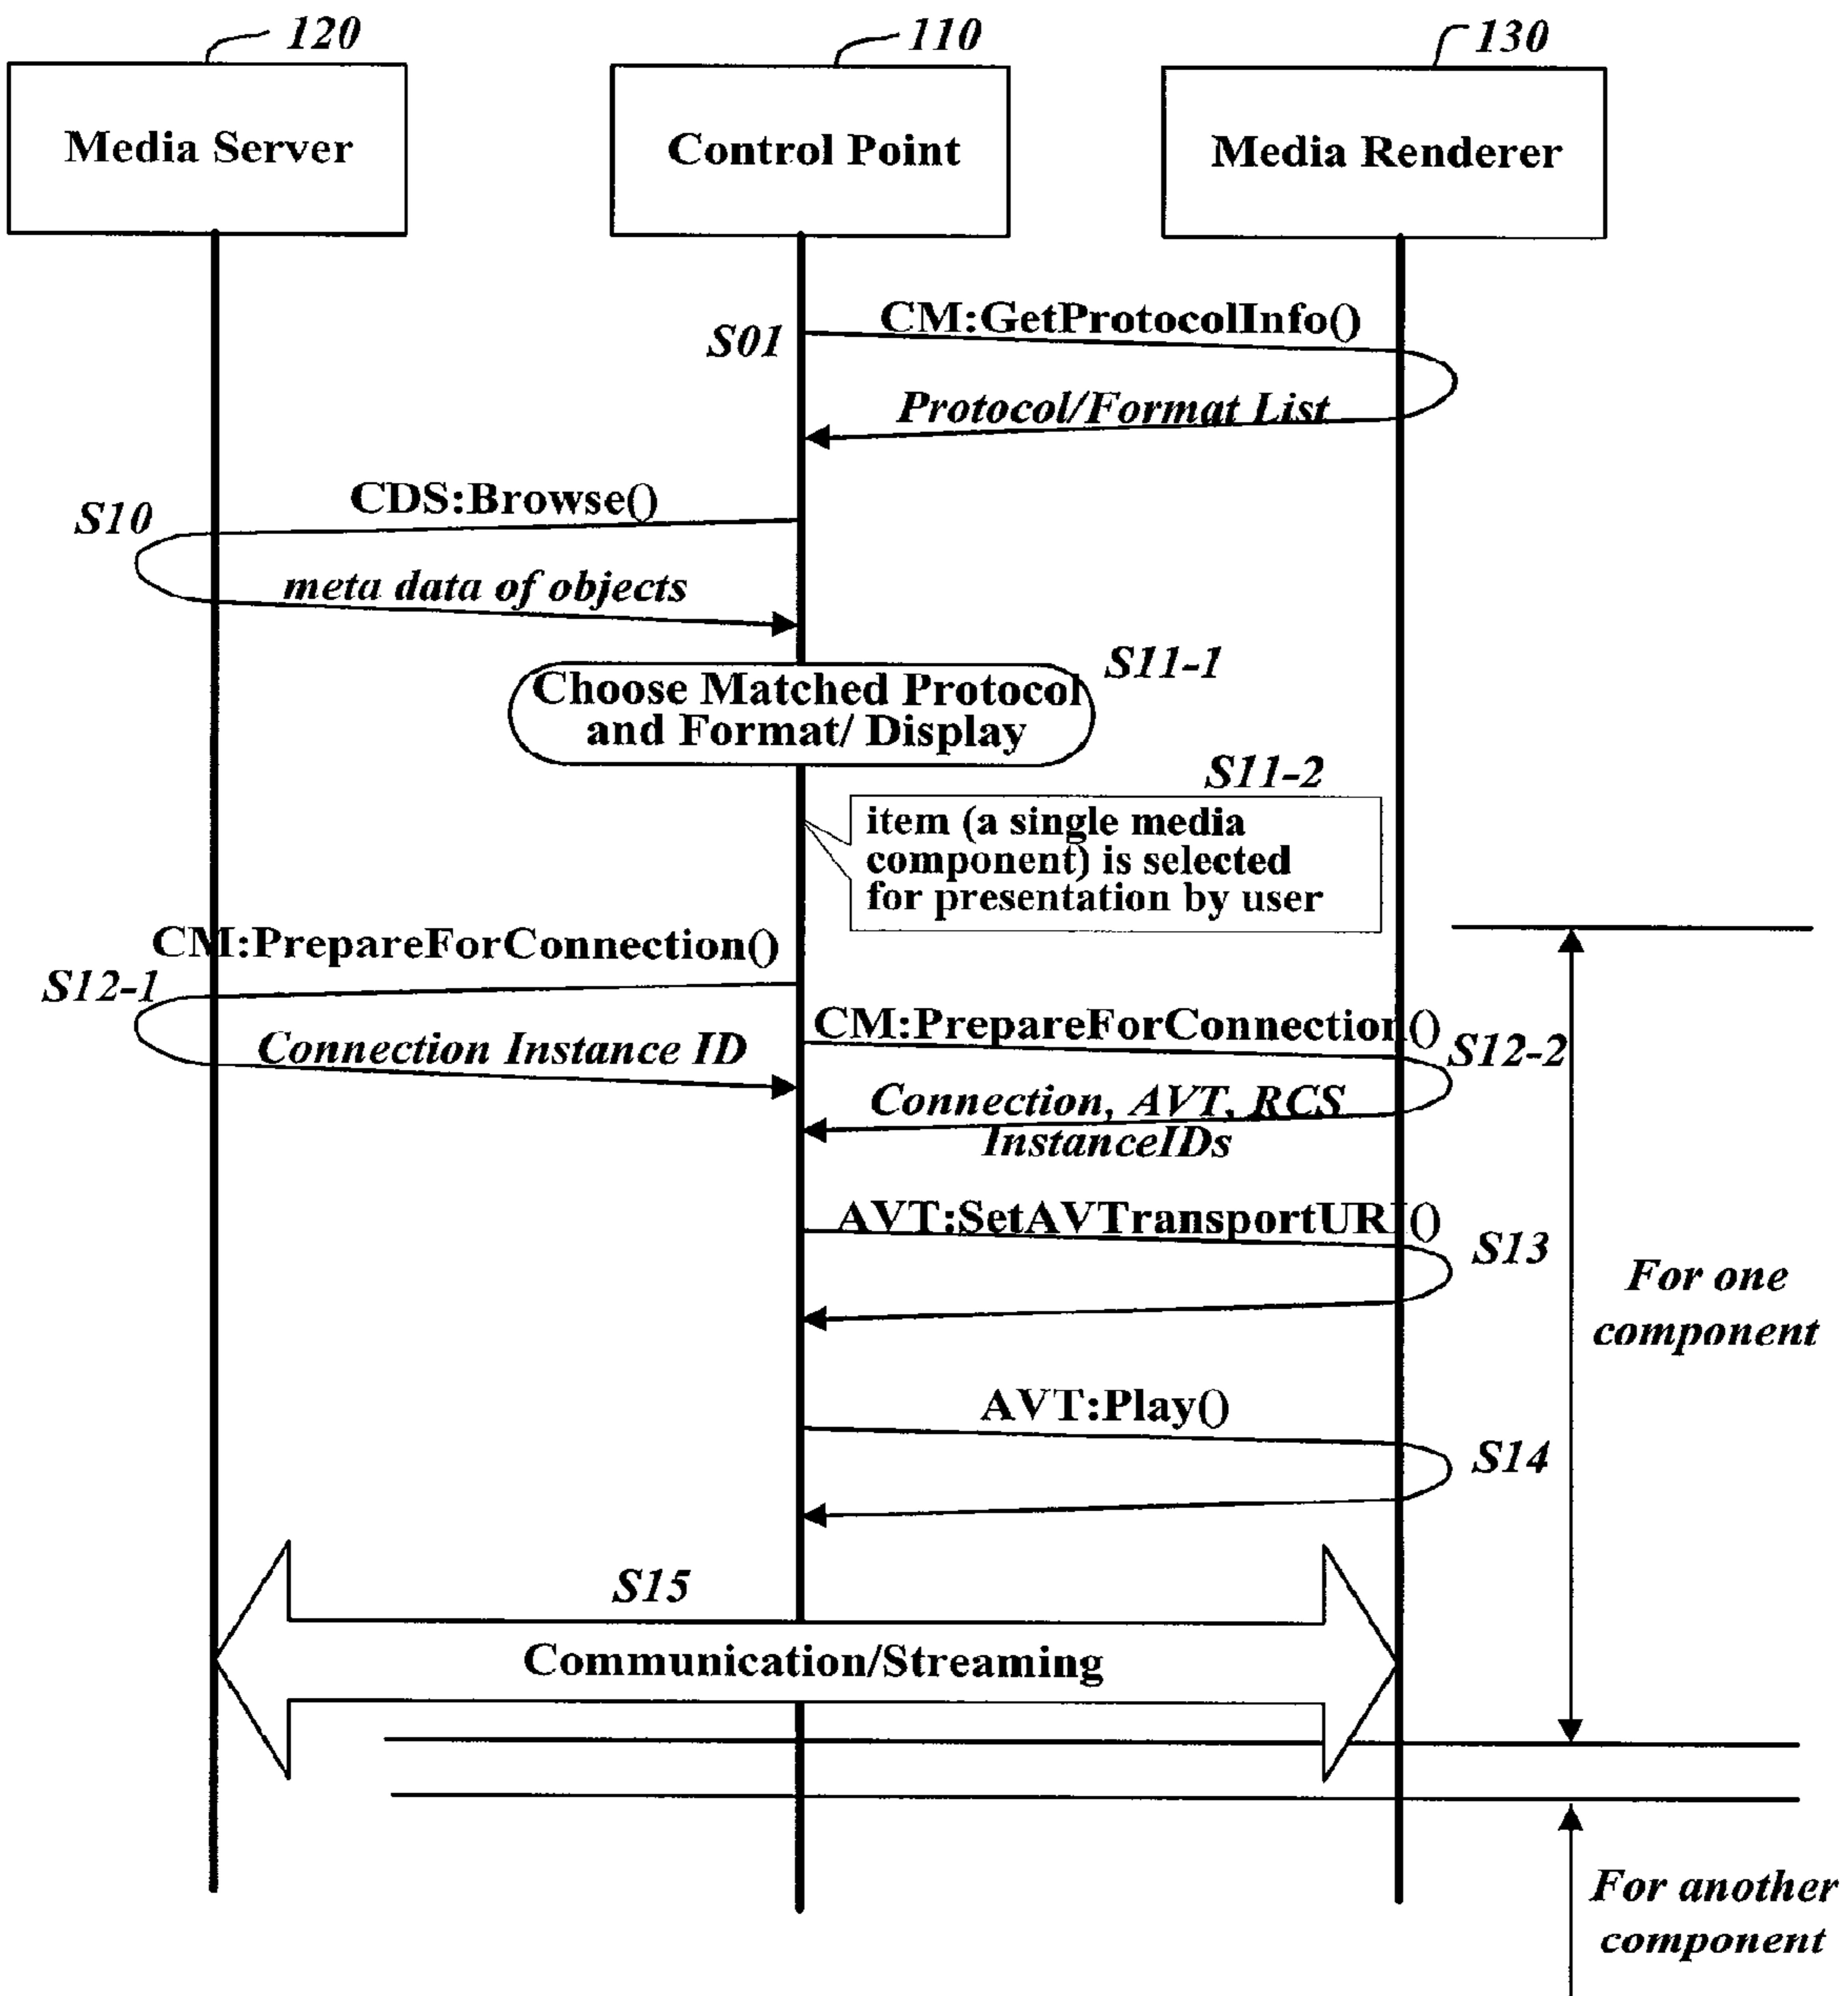 120
110
130
Media Server
Control Point
Media Renderer
CM:GetProtocolInfo()
S01
Protocol/Format List
CDS:Browse()
S10
meta data of objects
S11-1
Choose Matched Protocol
and Format/ Display
S11-2
item (a single media
component) is selected
for presentation by user
CM:PrepareForConnection()
S12-1
CM:PrepareForConnection()
S12-2
Connection Instance ID
Connection, AVT, RCS
InstanceIDs
AVT:SetAVTransportURI()
S13
For one
component
AVT:Play()
S14
S15
Communication/Streaming
For another
component